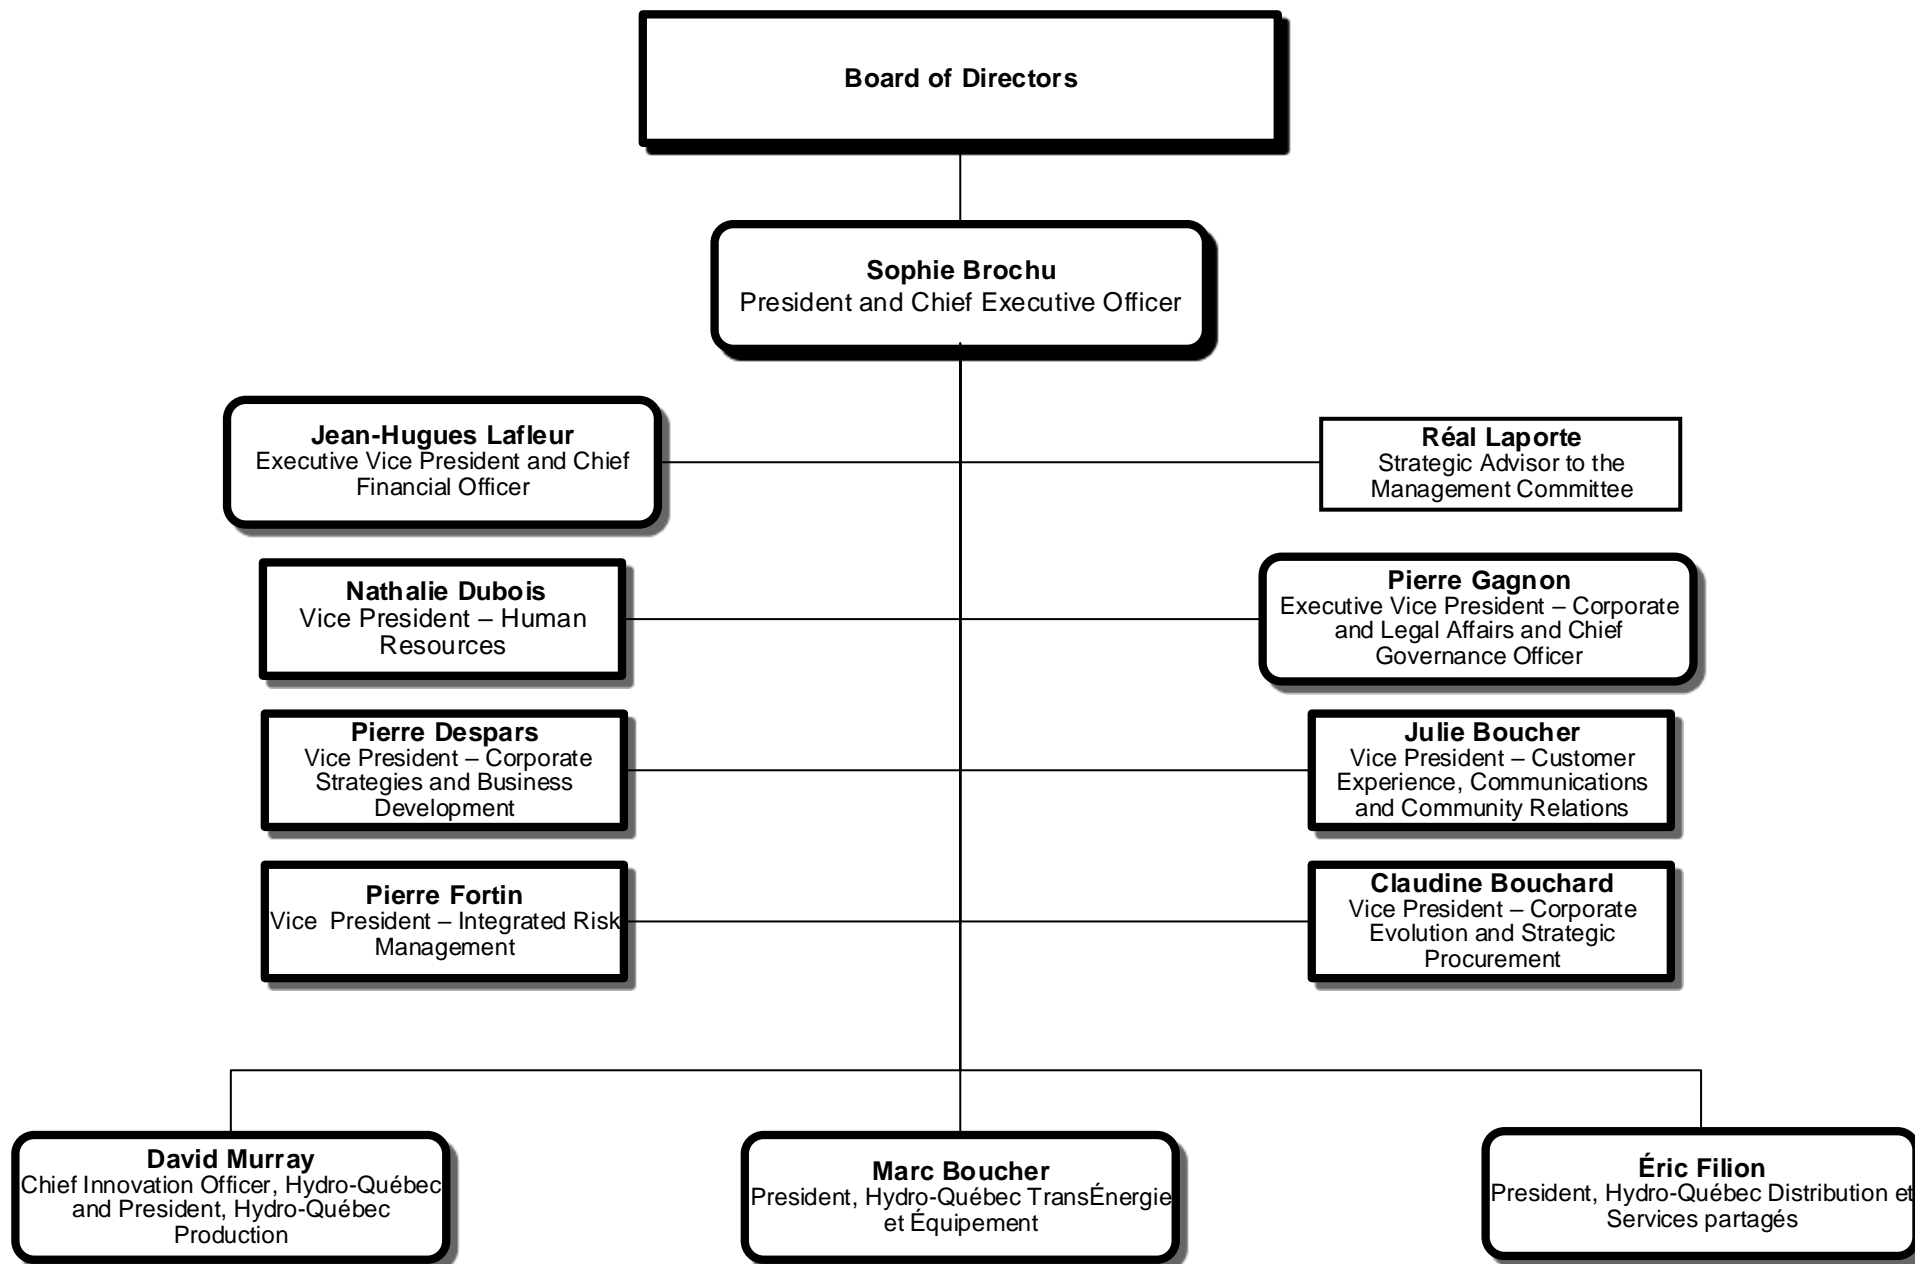 Board of Directors
Sophie Brochu
President and Chief Executive Officer
Jean-Hugues Lafleur
Executive Vice President and Chief
Financial Officer
Réal Laporte
Strategic Advisor to the
Management Committee
Nathalie Dubois
Vice President – Human
Resources
Pierre Gagnon
Executive Vice President – Corporate
and Legal Affairs and Chief
Governance Officer
Pierre Despars
Vice President – Corporate
Strategies and Business
Development
Julie Boucher
Vice President – Customer
Experience, Communications
and Community Relations
Pierre Fortin
Vice President – Integrated Risk
Management
Claudine Bouchard
Vice President – Corporate
Evolution and Strategic
Procurement
David Murray
Chief Innovation Officer, Hydro-Québec
and President, Hydro-Québec
Production
Marc Boucher
President, Hydro-Québec TransÉnergie
et Équipement
Éric Filion
President, Hydro-Québec Distribution et
Services partagés